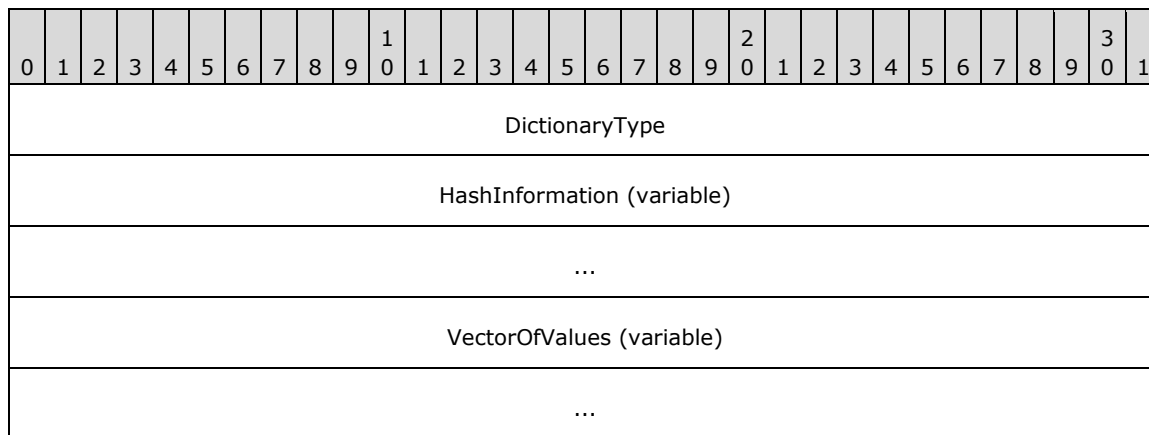 1 2 3
0 1 2 3 4 5 6 7 8 9 0 1 2 3 4 5 6 7 8 9 0 1 2 3 4 5 6 7 8 9 0 1
DictionaryType
HashInformation (variable)
...
VectorOfValues (variable)
...